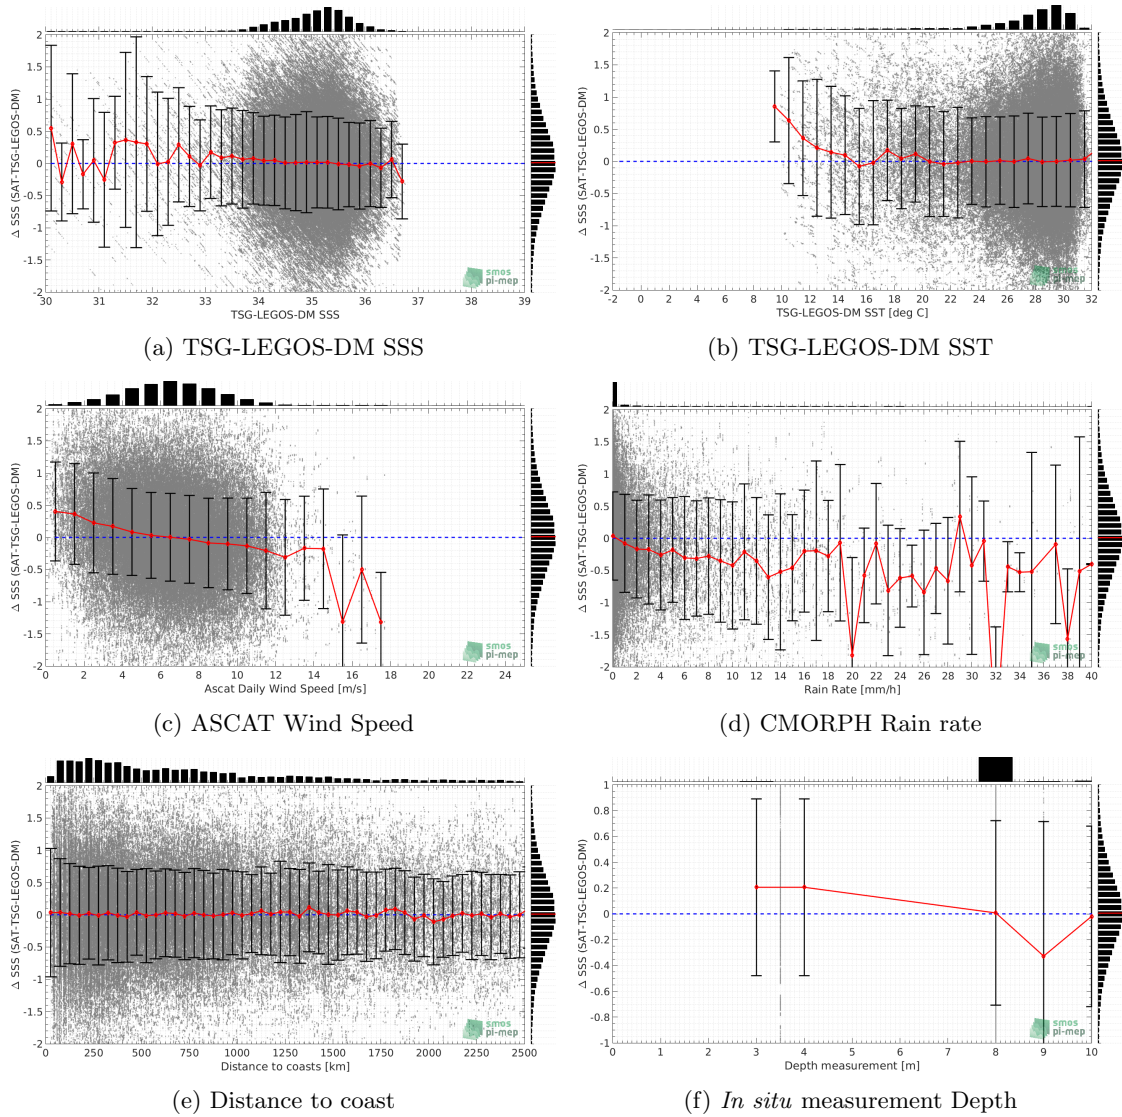 2
1.5
1
0.5
0
-0.5
-1
-1.5
-2
Δ SSS (SAT-TSG-LEGOS-DM)
30 31 32 33 34 35 36 37 38 39
TSG-LEGOS-DM SSS
smos
pi-mep
(a) TSG-LEGOS-DM SSS
2
1.5
1
0.5
0
-0.5
-1
-1.5
-2
Δ SSS (SAT-TSG-LEGOS-DM)
-2 0 2 4 6 8 10 12 14 16 18 20 22 24 26 28 30 32
TSG-LEGOS-DM SST [deg C]
smos
pi-mep
(b) TSG-LEGOS-DM SST
2
1.5
1
0.5
0
-0.5
-1
-1.5
-2
Δ SSS (SAT-TSG-LEGOS-DM)
0 2 4 6 8 10 12 14 16 18 20 22 24
Ascat Daily Wind Speed [m/s]
smos
pi-mep
(c) ASCAT Wind Speed
2
1.5
1
0.5
0
-0.5
-1
-1.5
-2
Δ SSS (SAT-TSG-LEGOS-DM)
0 2 4 6 8 10 12 14 16 18 20 22 24 26 28 30 32 34 36 38 40
Rain Rate [mm/h]
smos
pi-mep
(d) CMORPH Rain rate
2
1.5
1
0.5
0
-0.5
-1
-1.5
-2
Δ SSS (SAT-TSG-LEGOS-DM)
0 250 500 750 1000 1250 1500 1750 2000 2250 2500
Distance to coasts [km]
smos
pi-mep
(e) Distance to coast
1
0.8
0.6
0.4
0.2
0
-0.2
-0.4
-0.6
-0.8
-1
Δ SSS (SAT-TSG-LEGOS-DM)
0 1 2 3 4 5 6 7 8 9 10
Depth measurement [m]
smos
pi-mep
(f) In situ measurement Depth